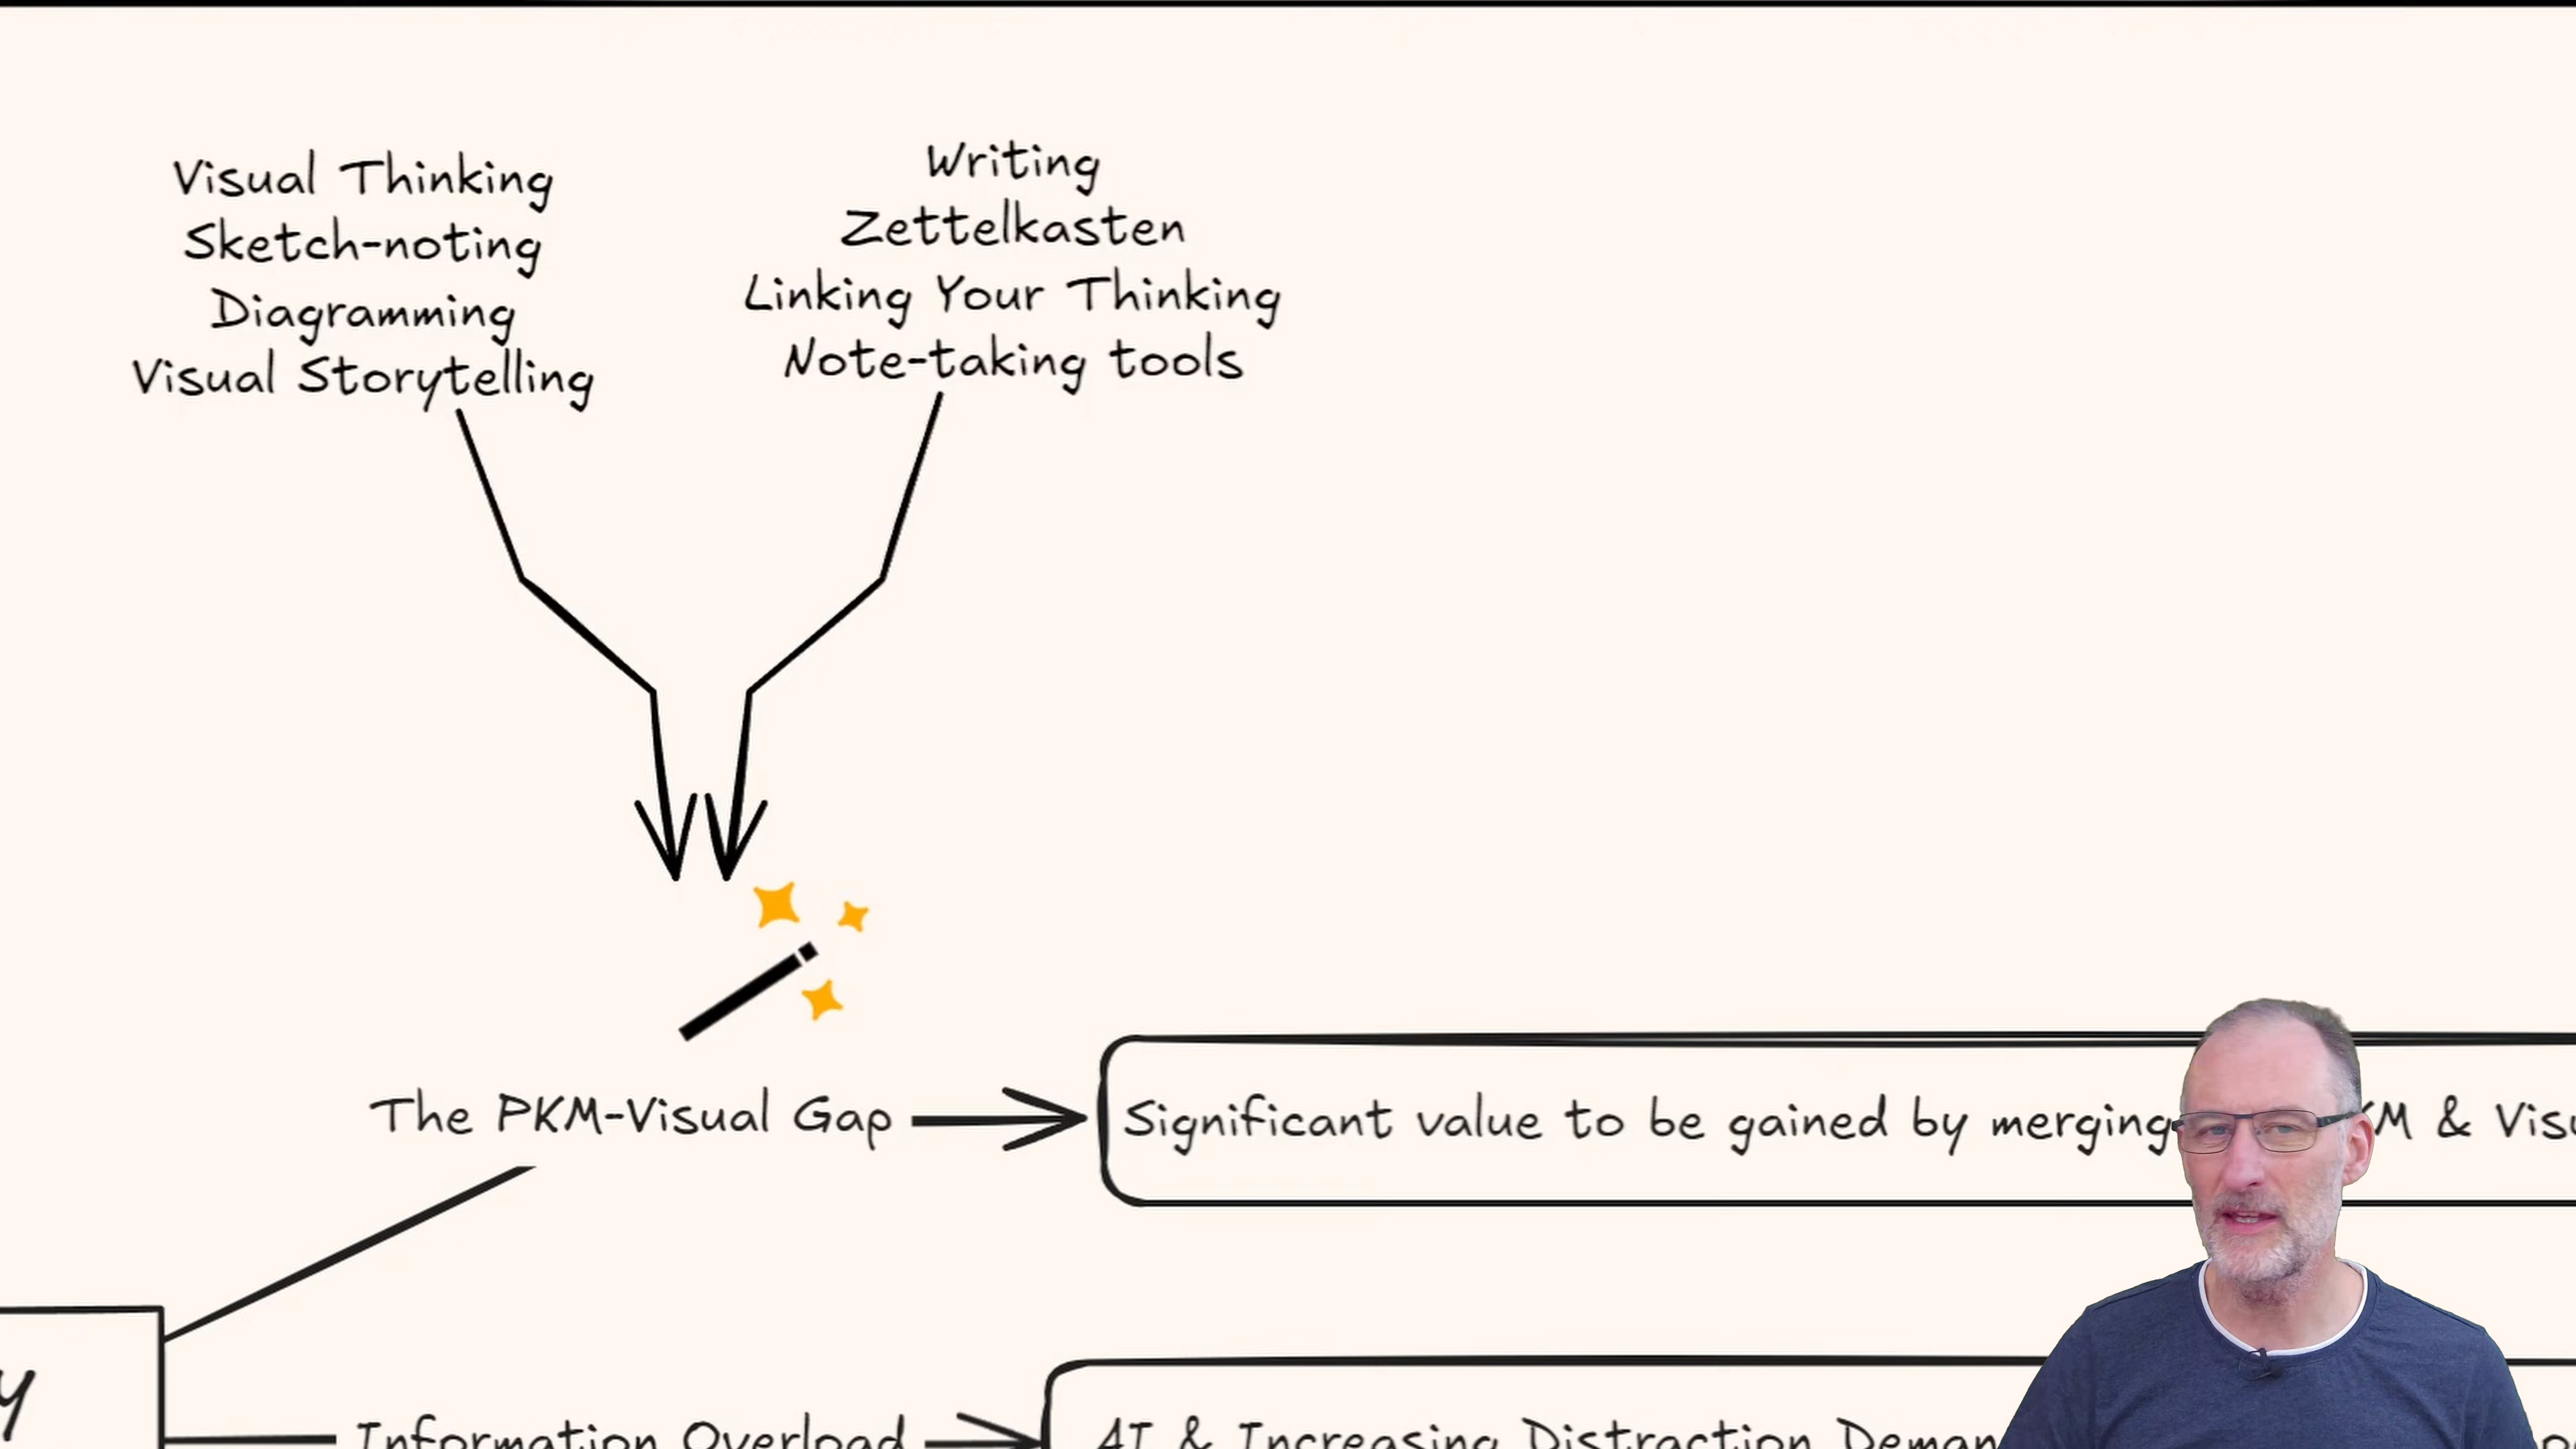 Visual Thinking
Sketch-noting
Diagramming
Visual Storytelling
Writing
Zettelkasten
Linking Your Thinking
Note-taking tools
The PKM-Visual Gap
Significant value to be gained by merging &
Information Overload
AI & Increasing Distraction